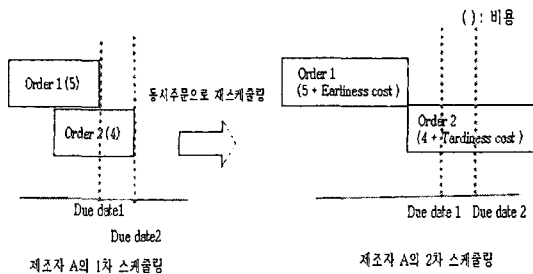 ( ) : 비용
Order 1 (5)
Order 2 (4)
Due date1
Due date2
제조자 A의 1차 스케쥴링
동시주문으로 재스케쥴링
Order 1
(5 + Earliness cost)
Order 2
(4 + Tardiness cost)
Due date 1
Due date 2
제조자 A의 2차 스케쥴링